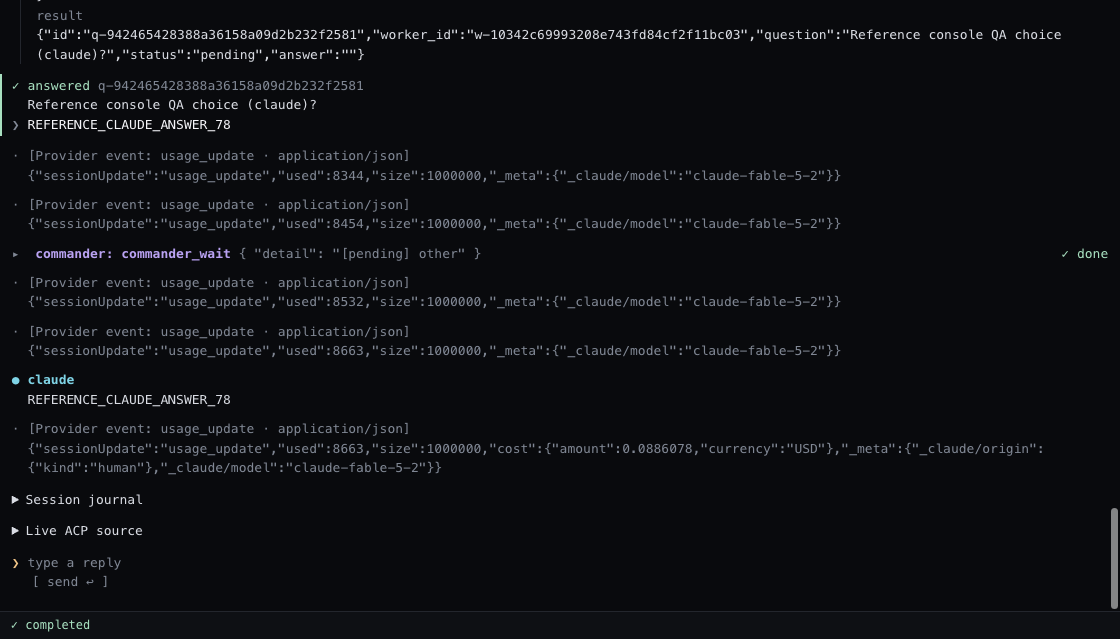 result
{"id":"q-942465428388a36158a09d2b232f2581","worker_id":"w-10342c69993208e743fd84cf2f11bc03","question":"Reference console QA choice
(claude)?","status":"pending","answer":""}
✓ answered q-942465428388a36158a09d2b232f2581
Reference console QA choice (claude)?
❯ REFERENCE_CLAUDE_ANSWER_78
· [Provider event: usage_update · application/json]
{"sessionUpdate":"usage_update","used":8344,"size":1000000,"_meta":{"_claude/model":"claude-fable-5-2"}}
· [Provider event: usage_update · application/json]
{"sessionUpdate":"usage_update","used":8454,"size":1000000,"_meta":{"_claude/model":"claude-fable-5-2"}}
▸ commander: commander_wait { "detail": "[pending] other" } ✓ done
· [Provider event: usage_update · application/json]
{"sessionUpdate":"usage_update","used":8532,"size":1000000,"_meta":{"_claude/model":"claude-fable-5-2"}}
· [Provider event: usage_update · application/json]
{"sessionUpdate":"usage_update","used":8663,"size":1000000,"_meta":{"_claude/model":"claude-fable-5-2"}}
● claude
REFERENCE_CLAUDE_ANSWER_78
· [Provider event: usage_update · application/json]
{"sessionUpdate":"usage_update","used":8663,"size":1000000,"cost":{"amount":0.0886078,"currency":"USD"},"_meta":{"_claude/origin":
{"kind":"human"},"_claude/model":"claude-fable-5-2"}}
▶ Session journal
▶ Live ACP source
❯ type a reply
[ send ↩ ]
✓ completed